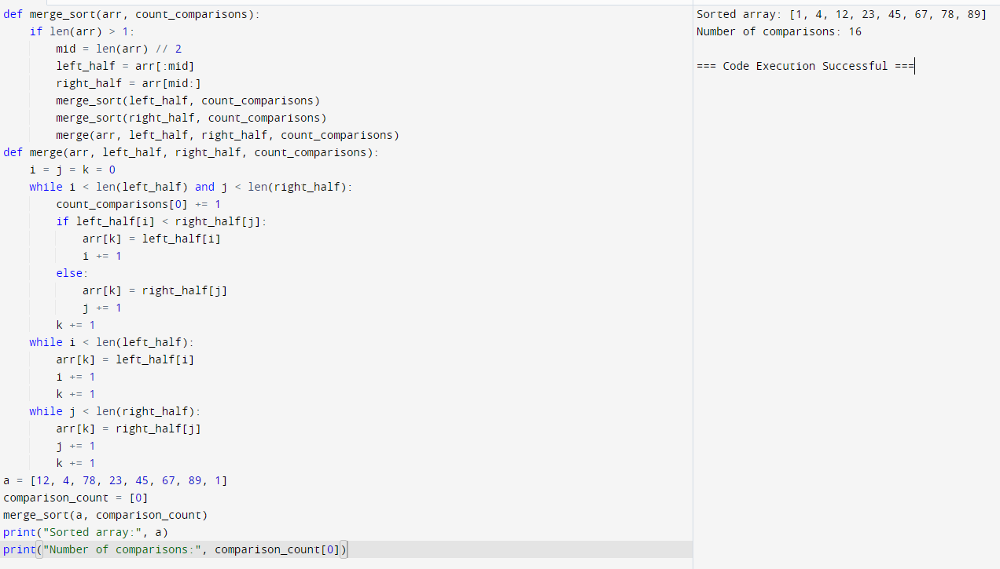 def merge_sort(arr, count_comparisons):
    if len(arr) > 1:
        mid = len(arr) // 2
        left_half = arr[:mid]
        right_half = arr[mid:]
        merge_sort(left_half, count_comparisons)
        merge_sort(right_half, count_comparisons)
        merge(arr, left_half, right_half, count_comparisons)
def merge(arr, left_half, right_half, count_comparisons):
    i = j = k = 0
    while i < len(left_half) and j < len(right_half):
        count_comparisons[0] += 1
        if left_half[i] < right_half[j]:
            arr[k] = left_half[i]
            i += 1
        else:
            arr[k] = right_half[j]
            j += 1
        k += 1
    while i < len(left_half):
        arr[k] = left_half[i]
        i += 1
        k += 1
    while j < len(right_half):
        arr[k] = right_half[j]
        j += 1
        k += 1
a = [12, 4, 78, 23, 45, 67, 89, 1]
comparison_count = [0]
merge_sort(a, comparison_count)
print("Sorted array:", a)
print("Number of comparisons:", comparison_count[0])
Sorted array: [1, 4, 12, 23, 45, 67, 78, 89]
Number of comparisons: 16
=== Code Execution Successful ===